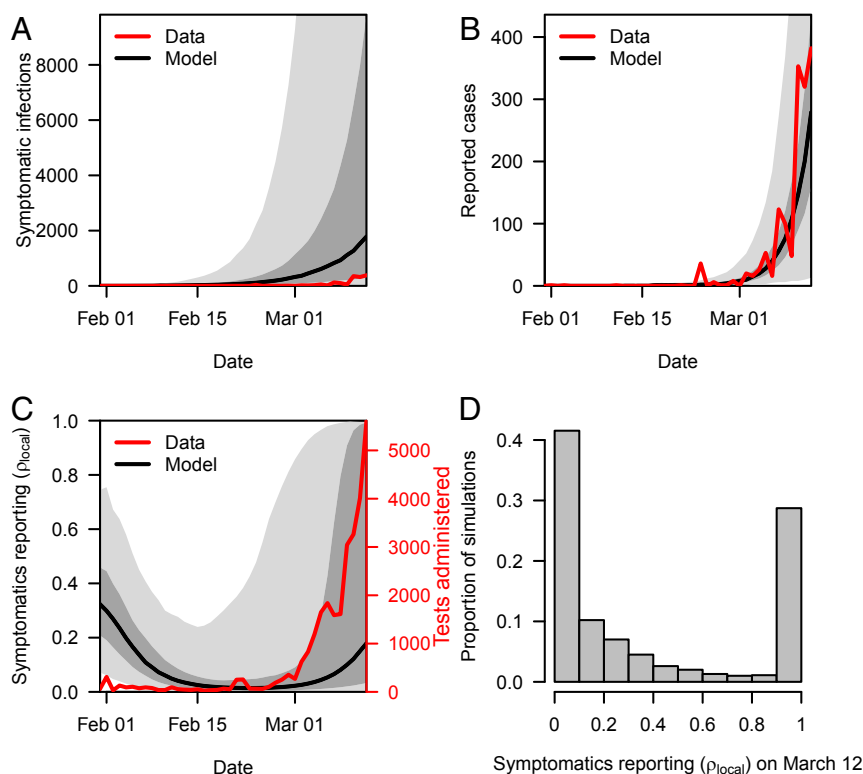 A
Data
Model
Symptomatic infections
0
2000
4000
6000
8000
Feb 01
Feb 15
Mar 01
Date
B
Data
Model
Reported cases
0
100
200
300
400
Feb 01
Feb 15
Mar 01
Date
C
Data
Model
Symptomatics reporting (ρlocal)
0.0
0.2
0.4
0.6
0.8
1.0
Tests administered
0
1000
2000
3000
4000
5000
Feb 01
Feb 15
Mar 01
Date
D
Proportion of simulations
0.0
0.1
0.2
0.3
0.4
0
0.2
0.4
0.6
0.8
1
Symptomatics reporting (ρlocal) on March 12